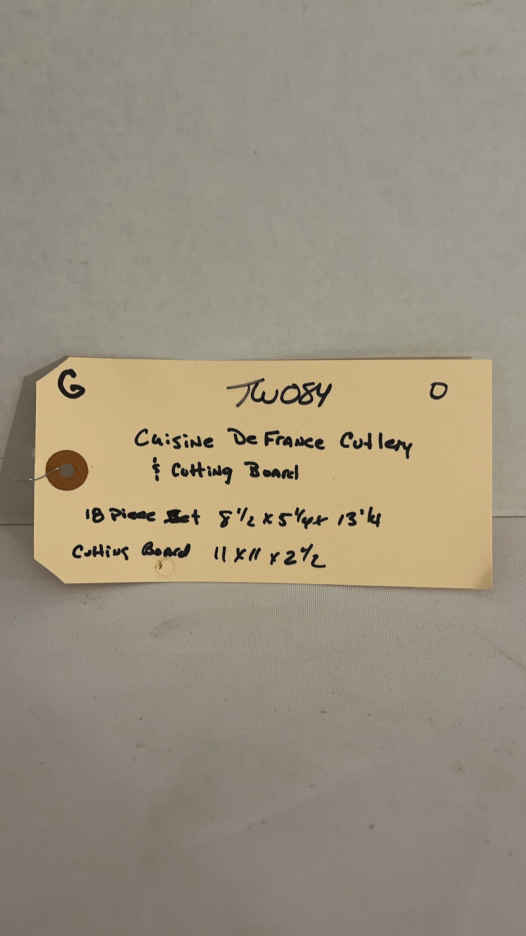 G TW084 O
Cuisine De France Cutlery
& Cutting Board
18 Piece Set 8 1/2 x 5 1/4 x 13 1/4
Cutting Board 11 x 11 x 2 1/2